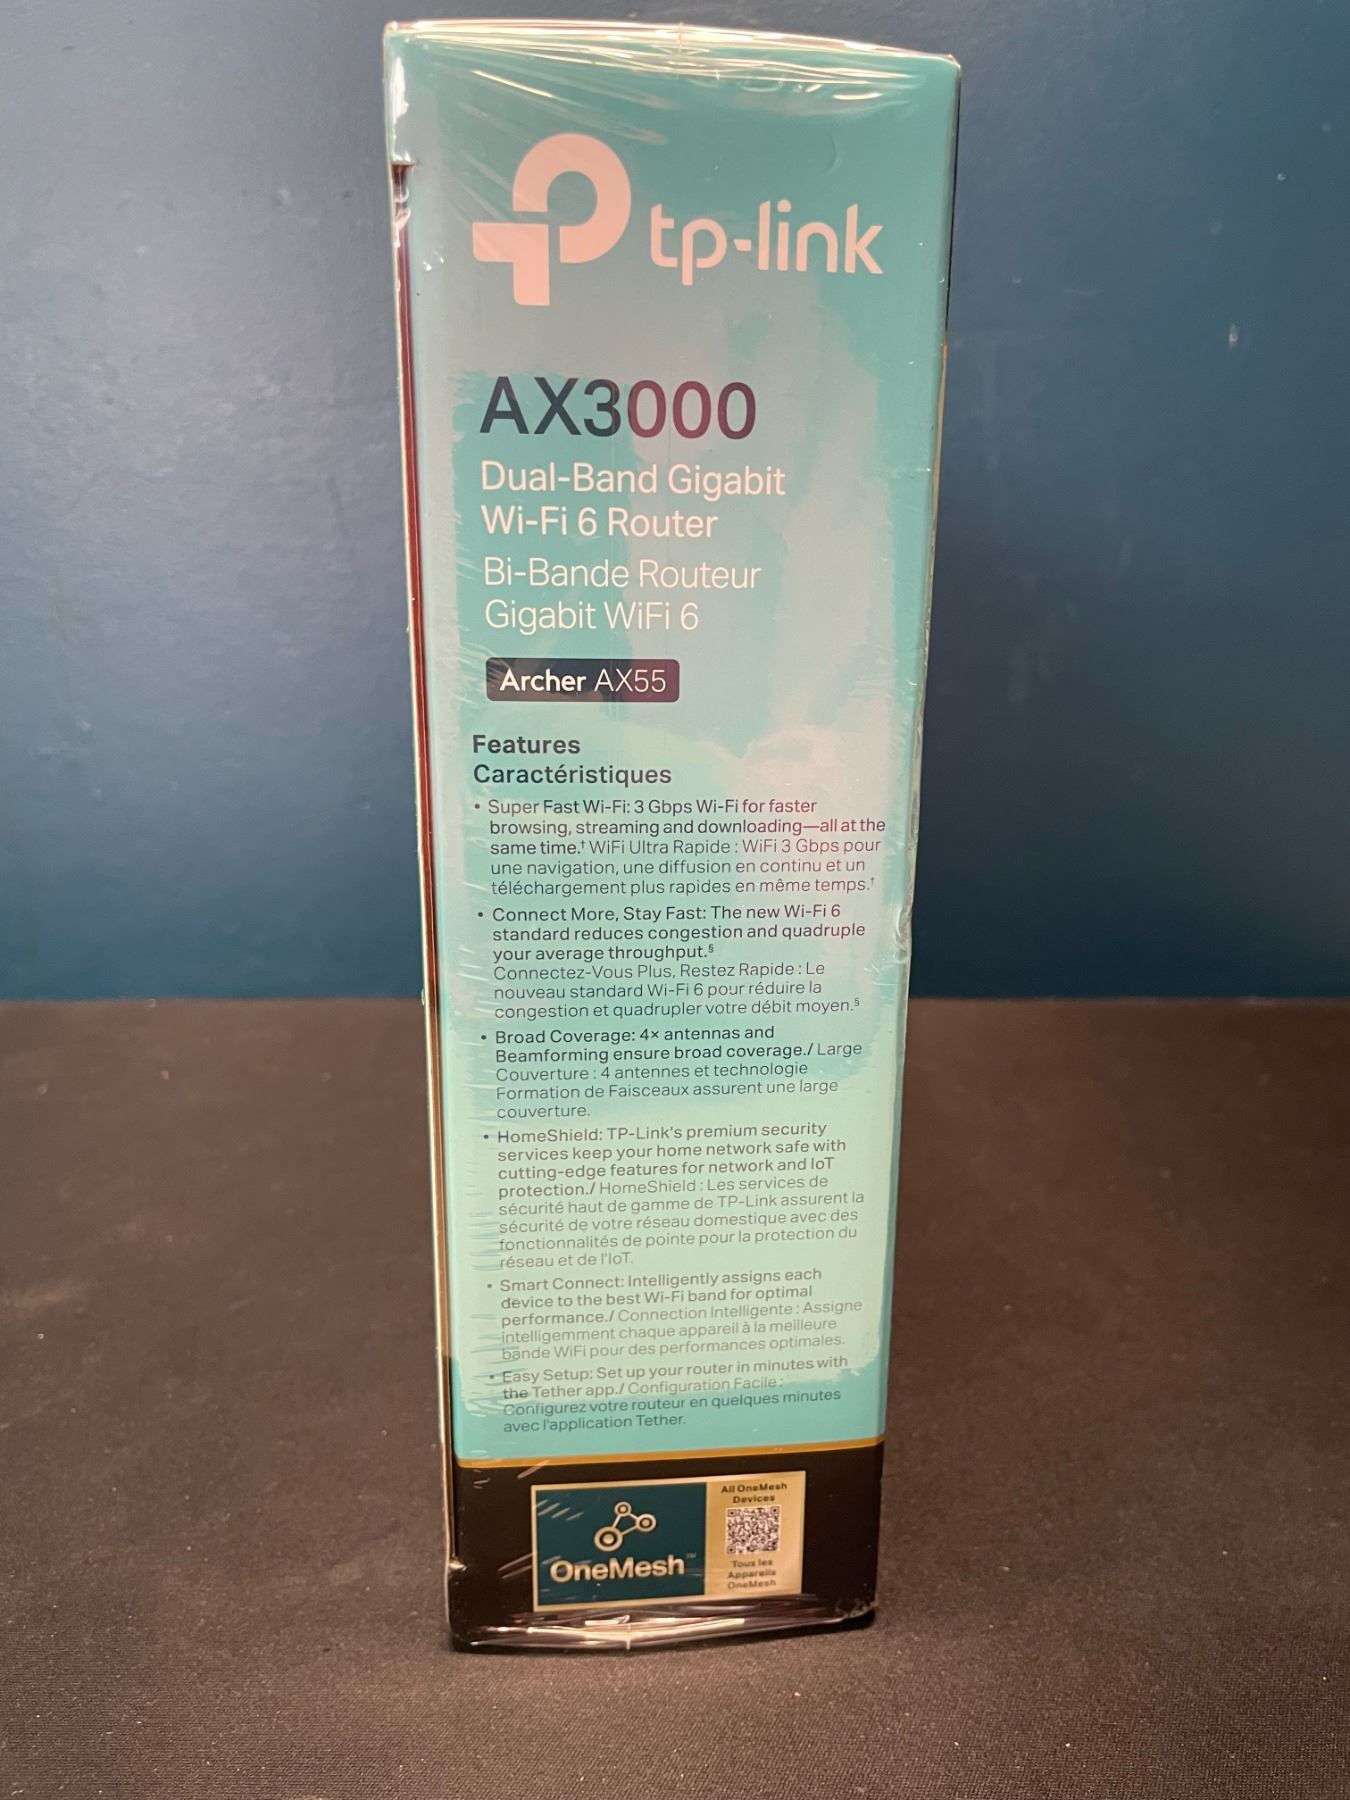 tp-link
AX3000
Dual-Band Gigabit
Wi-Fi 6 Router
Bi-Bande Routeur
Gigabit WiFi 6
Archer AX55
Features
Caractéristiques
• Super Fast Wi-Fi: 3 Gbps Wi-Fi for faster
browsing, streaming and downloading—all at the
same time.† WiFi Ultra Rapide : WiFi 3 Gbps pour
une navigation, une diffusion en continu et un
téléchargement plus rapides en même temps.†
• Connect More, Stay Fast: The new Wi-Fi 6
standard reduces congestion and quadruple
your average throughput.§
Connectez-Vous Plus, Restez Rapide : Le
nouveau standard Wi-Fi 6 pour réduire la
congestion et quadrupler votre débit moyen.§
• Broad Coverage: 4× antennas and
Beamforming ensure broad coverage./ Large
Couverture : 4 antennes et technologie
Formation de Faisceaux assurent une large
couverture.
• HomeShield: TP-Link's premium security
services keep your home network safe with
cutting-edge features for network and IoT
protection./ HomeShield : Les services de
sécurité haut de gamme de TP-Link assurent la
sécurité de votre réseau domestique avec des
fonctionnalités de pointe pour la protection du
réseau et de l'IoT.
• Smart Connect: Intelligently assigns each
device to the best Wi-Fi band for optimal
performance./ Connection Intelligente : Assigne
intelligemment chaque appareil à la meilleure
bande WiFi pour des performances optimales.
• Easy Setup: Set up your router in minutes with
the Tether app./ Configuration Facile :
Configurez votre routeur en quelques minutes
avec l'application Tether.
All OneMesh
Devices
OneMesh™
Tous les
Appareils
OneMesh